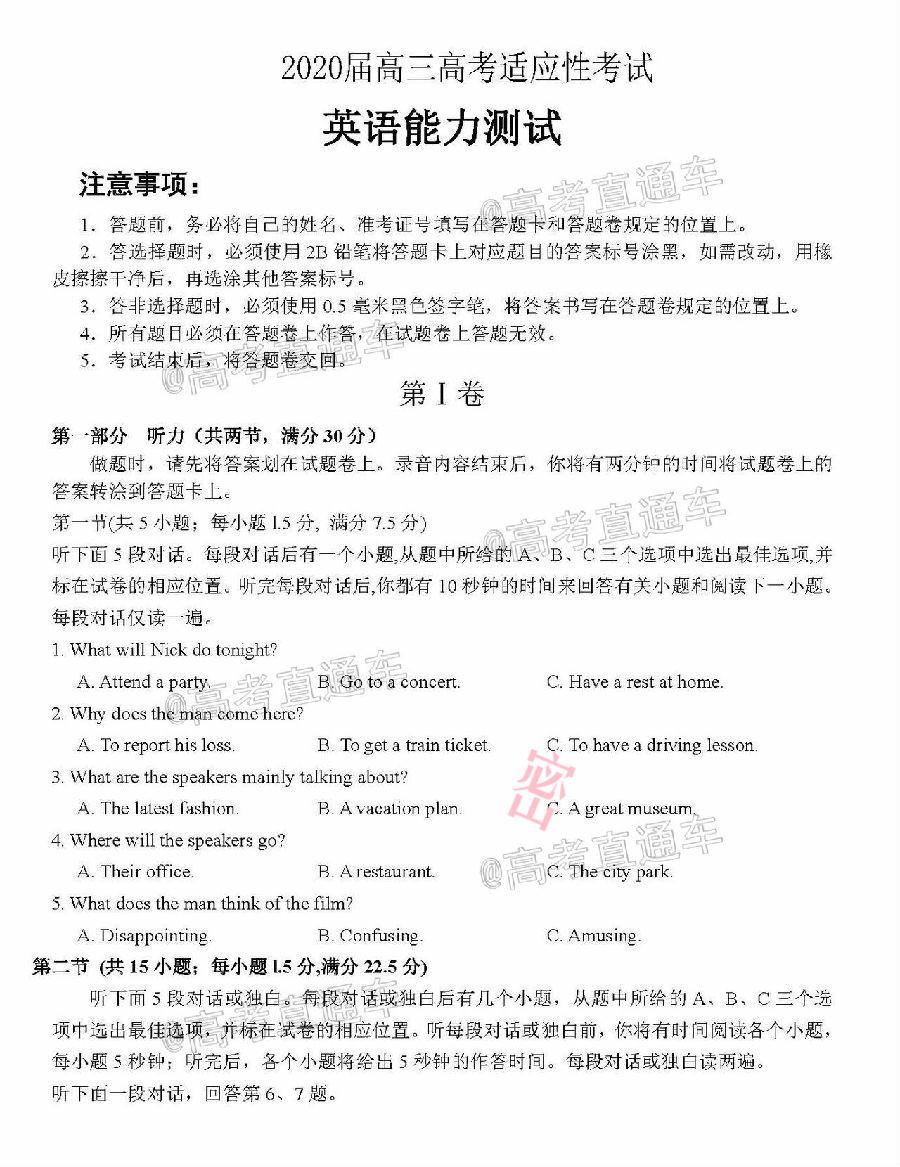 2020届高三高考适应性考试
英语能力测试
注意事项：
1．答题前，务必将自己的姓名、准考证号填写在答题卡和答题卷规定的位置上。
2．答选择题时，必须使用 2B 铅笔将答题卡上对应题目的答案标号涂黑，如需改动，用橡
皮擦擦干净后，再选涂其他答案标号。
3．答非选择题时，必须使用 0.5 毫米黑色签字笔，将答案书写在答题卷规定的位置上。
4．所有题目必须在答题卷上作答，在试题卷上答题无效。
5．考试结束后，将答题卷交回。
第 I 卷
第一部分 听力（共两节，满分 30 分）
做题时，请先将答案划在试题卷上。录音内容结束后，你将有两分钟的时间将试题卷上的
答案转涂到答题卡上。
第一节(共 5 小题；每小题 l.5 分, 满分 7.5 分)
听下面 5 段对话。每段对话后有一个小题,从题中所给的 A、B、C 三个选项中选出最佳选项,并
标在试卷的相应位置。听完每段对话后,你都有 10 秒钟的时间来回答有关小题和阅读下一小题。
每段对话仅读一遍。
1. What will Nick do tonight?
A. Attend a party. B. Go to a concert. C. Have a rest at home.
2. Why does the man come here?
A. To report his loss. B. To get a train ticket. C. To have a driving lesson.
3. What are the speakers mainly talking about?
A. The latest fashion. B. A vacation plan. C. A great museum.
4. Where will the speakers go?
A. Their office. B. A restaurant. C. The city park.
5. What does the man think of the film?
A. Disappointing. B. Confusing. C. Amusing.
第二节 (共 15 小题；每小题 l.5 分,满分 22.5 分)
听下面 5 段对话或独白。每段对话或独白后有几个小题，从题中所给的 A、B、C 三个选
项中选出最佳选项，并标在试卷的相应位置。听每段对话或独白前，你将有时间阅读各个小题，
每小题 5 秒钟；听完后，各个小题将给出 5 秒钟的作答时间。每段对话或独白读两遍。
听下面一段对话，回答第 6、7 题。
@高考直通车
@高考直通车
@高考直通车
@高考直通车
@高考直通车
@高考直通车
密